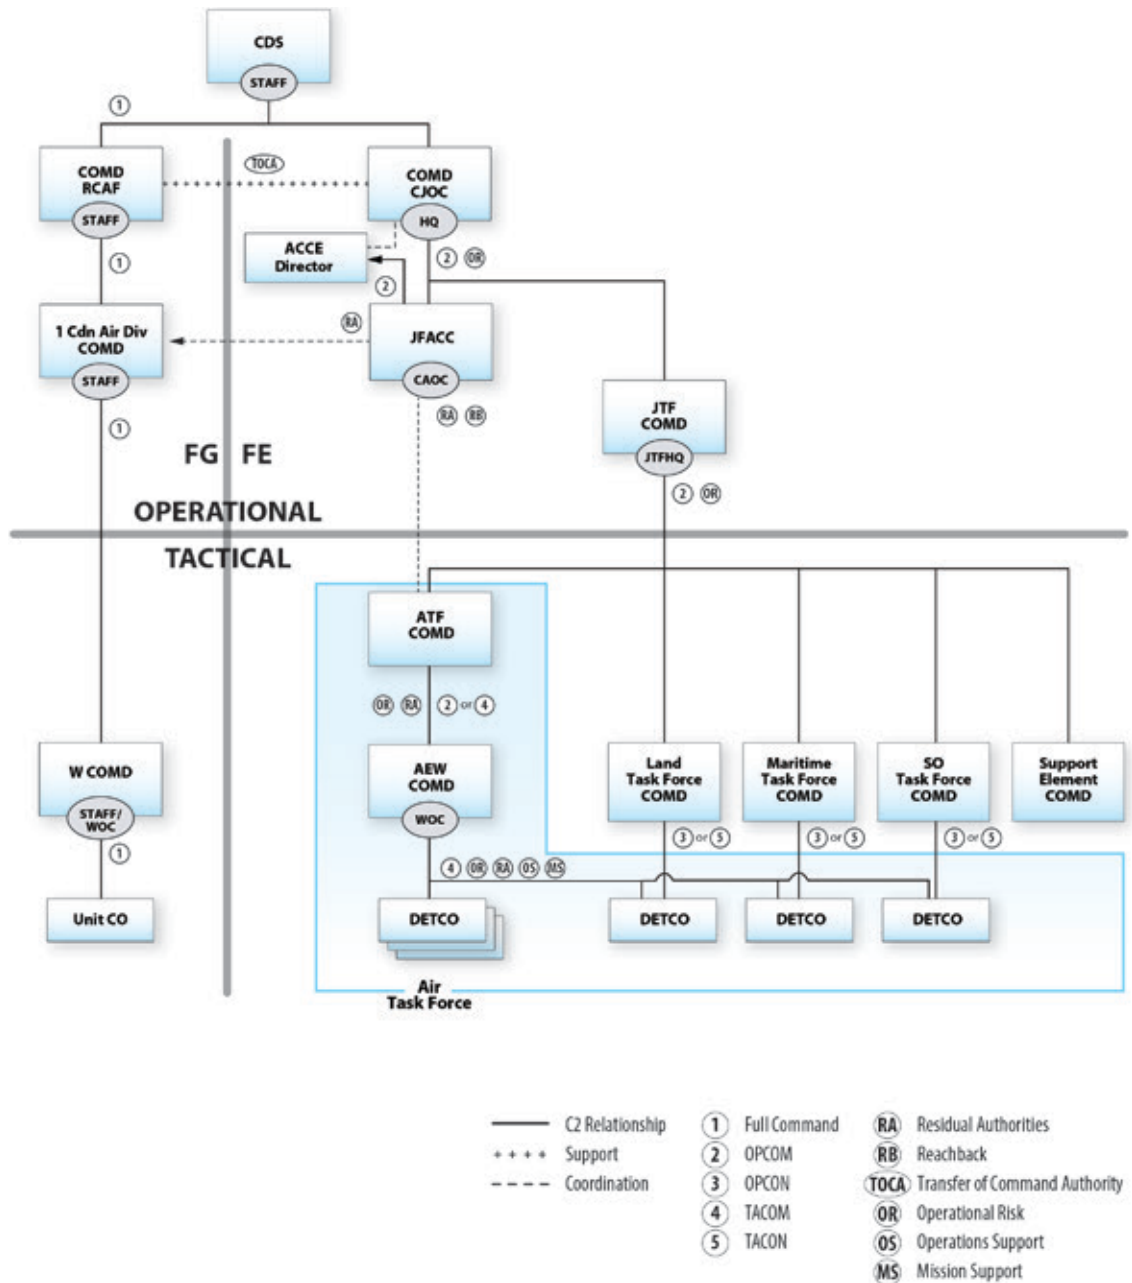 CDS
STAFF
1
COMD
RCAF
STAFF
TOCA
COMD
CJOC
HQ
ACCE
Director
2 OR
2
1
1 Cdn Air Div
COMD
STAFF
RA
JFACC
CAOC
RA RB
1
JTF
COMD
JTFHQ
2 OR
FG FE
OPERATIONAL
TACTICAL
ATF
COMD
OR RA 2 or 4
W COMD
STAFF/
WOC
1
Unit CO
AEW
COMD
WOC
Land
Task Force
COMD
Maritime
Task Force
COMD
SO
Task Force
COMD
Support
Element
COMD
3 or 5
3 or 5
3 or 5
4 OR RA OS MS
DETCO
DETCO
DETCO
DETCO
Air
Task Force
C2 Relationship
Support
Coordination
1 Full Command
2 OPCOM
3 OPCON
4 TACOM
5 TACON
RA Residual Authorities
RB Reachback
TOCA Transfer of Command Authority
OR Operational Risk
OS Operations Support
MS Mission Support